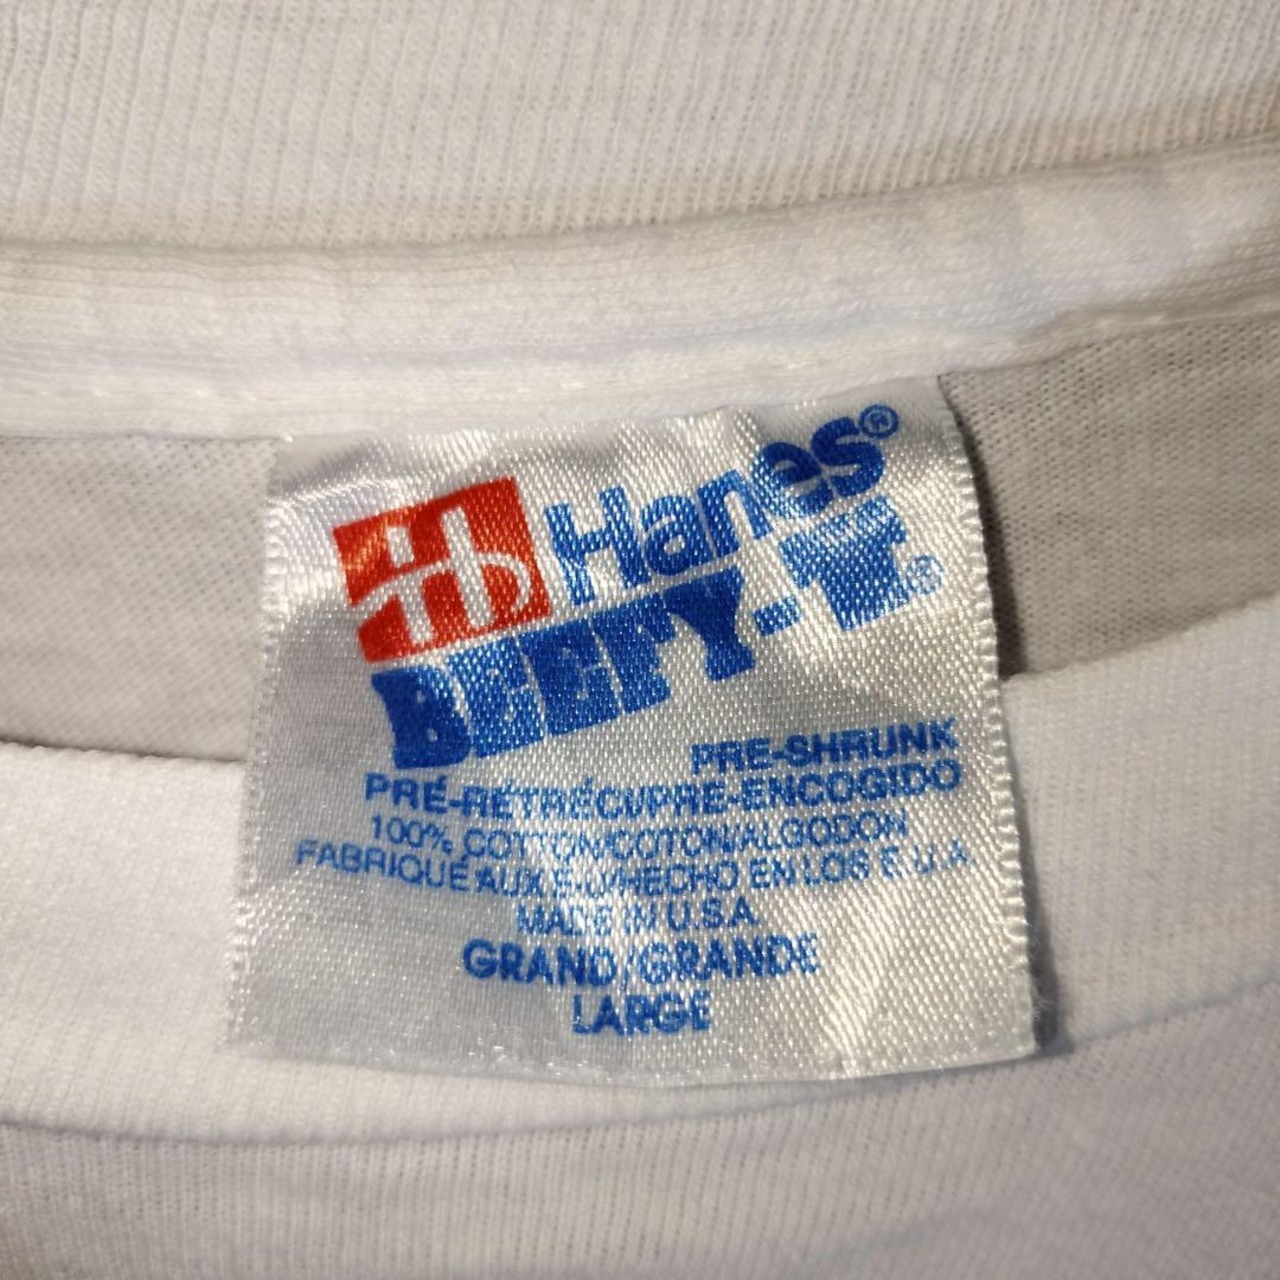 Hanes®
BEEFY-T®
PRE-SHRUNK
PRÉ-RÉTRÉCI/PRE-ENCOGIDO
100% COTTON/COTON/ALGODON
FABRIQUÉ AUX E-U/HECHO EN LOS E.U.A
MADE IN U.S.A.
GRAND/GRANDE
LARGE